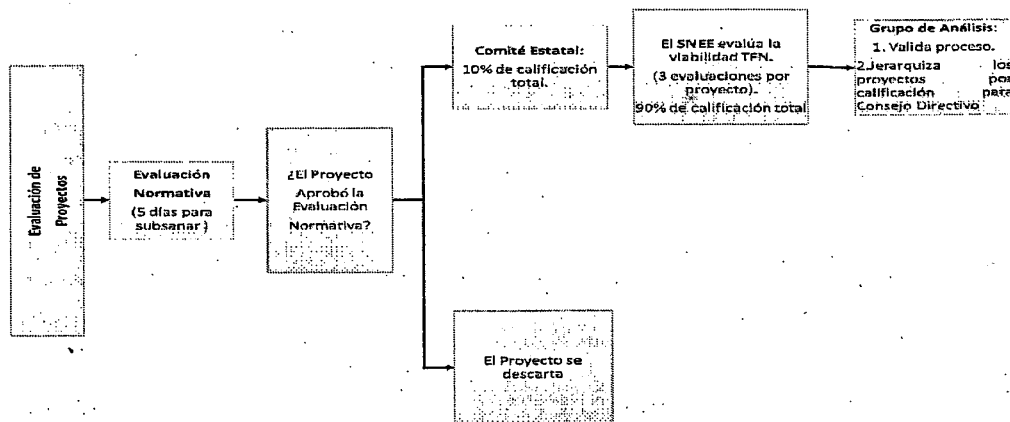 Evaluación de
Proyectos
Evaluación
Normativa
(5 días para
subsanar)
¿El Proyecto
Aprobó la
Evaluación
Normativa?
Comité Estatal:
10% de calificación
total.
El SNEE evalúa la
viabilidad TFN.
(3 evaluaciones por
proyecto).
90% de calificación total
Grupo de Análisis:
1. Valida proceso.
2.Jerarquiza los
proyectos por
calificación para
Consejo Directivo
El Proyecto se
descarta